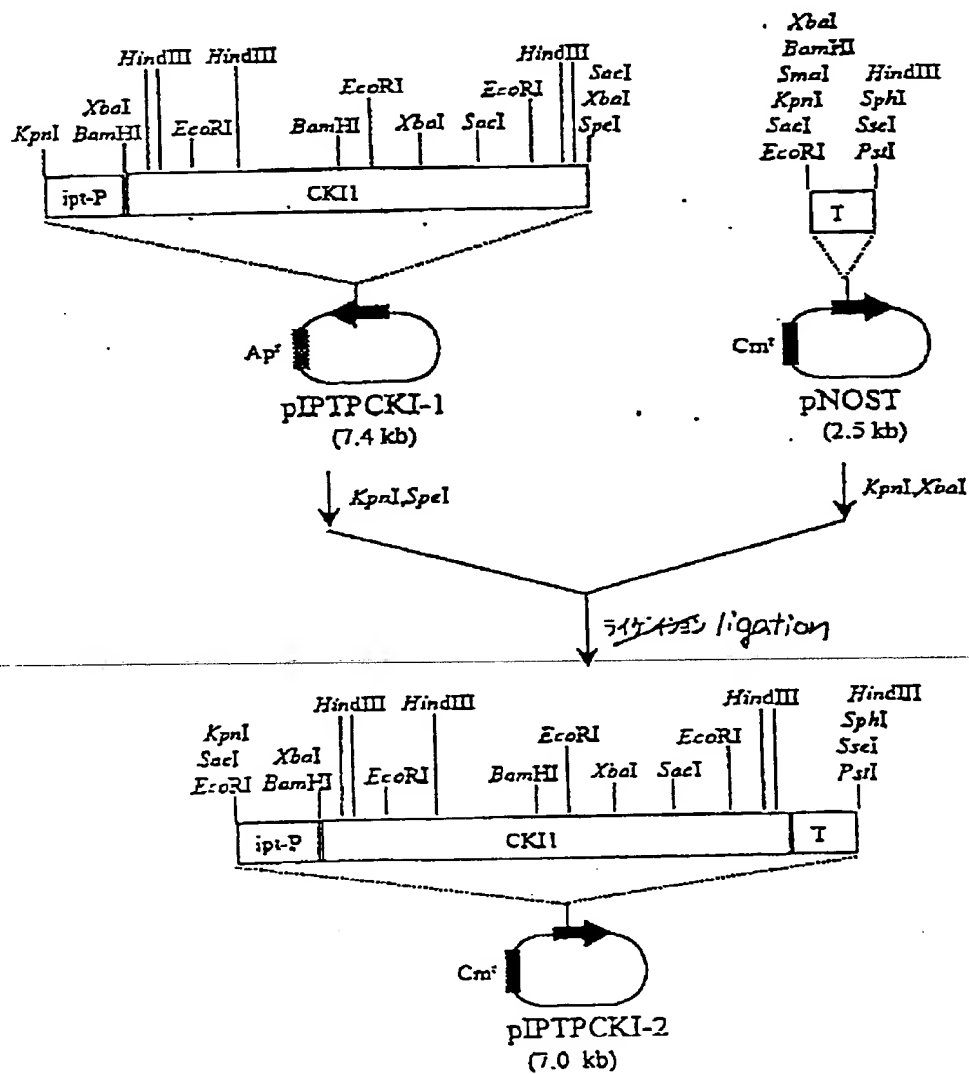 XbaI
BamHI
SmaI
KpnI
SacI
EcoRI
HindIII
SphI
SseI
PstI
HindIII
HindIII
HindIII
SacI
XbaI
SpeI
EcoRI
EcoRI
XbaI
BamHI
KpnI
EcoRI
BamHI
XbaI
SacI
ipt-P
CKI1
T
Apʳ
pIPTPCKI-1
(7.4 kb)
Cmʳ
pNOST
(2.5 kb)
KpnI,SpeI
KpnI,XbaI
ライゲイション ligation
HindIII
HindIII
HindIII
HindIII
SphI
SseI
PstI
KpnI
SacI
EcoRI
XbaI
BamHI
EcoRI
EcoRI
EcoRI
BamHI
XbaI
SacI
ipt-P
CKI1
T
Cmʳ
pIPTPCKI-2
(7.0 kb)